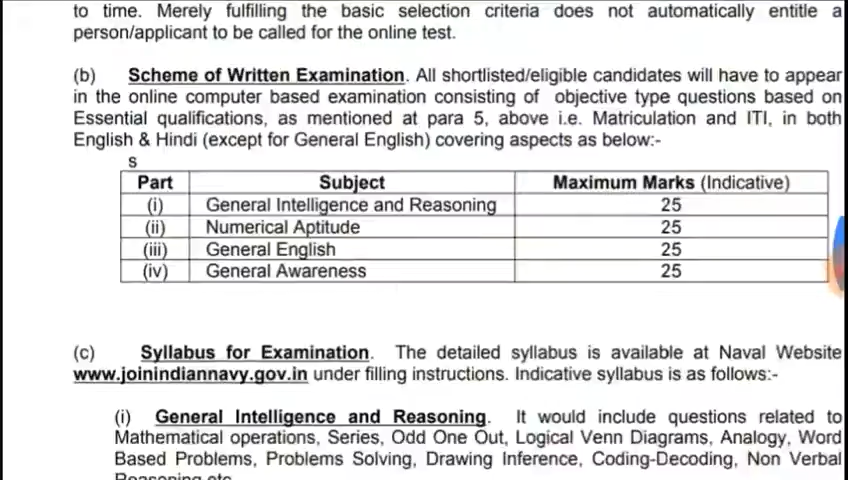 to time. Merely fulfilling the basic selection criteria does not automatically entitle a
person/applicant to be called for the online test.
(b) Scheme of Written Examination. All shortlisted/eligible candidates will have to appear
in the online computer based examination consisting of objective type questions based on
Essential qualifications, as mentioned at para 5, above i.e. Matriculation and ITI, in both
English & Hindi (except for General English) covering aspects as below:-
s
Part Subject Maximum Marks (Indicative)
(i) General Intelligence and Reasoning 25
(ii) Numerical Aptitude 25
(iii) General English 25
(iv) General Awareness 25
(c) Syllabus for Examination. The detailed syllabus is available at Naval Website
www.joinindiannavy.gov.in under filling instructions. Indicative syllabus is as follows:-
(i) General Intelligence and Reasoning. It would include questions related to
Mathematical operations, Series, Odd One Out, Logical Venn Diagrams, Analogy, Word
Based Problems, Problems Solving, Drawing Inference, Coding-Decoding, Non Verbal
Reasoning etc